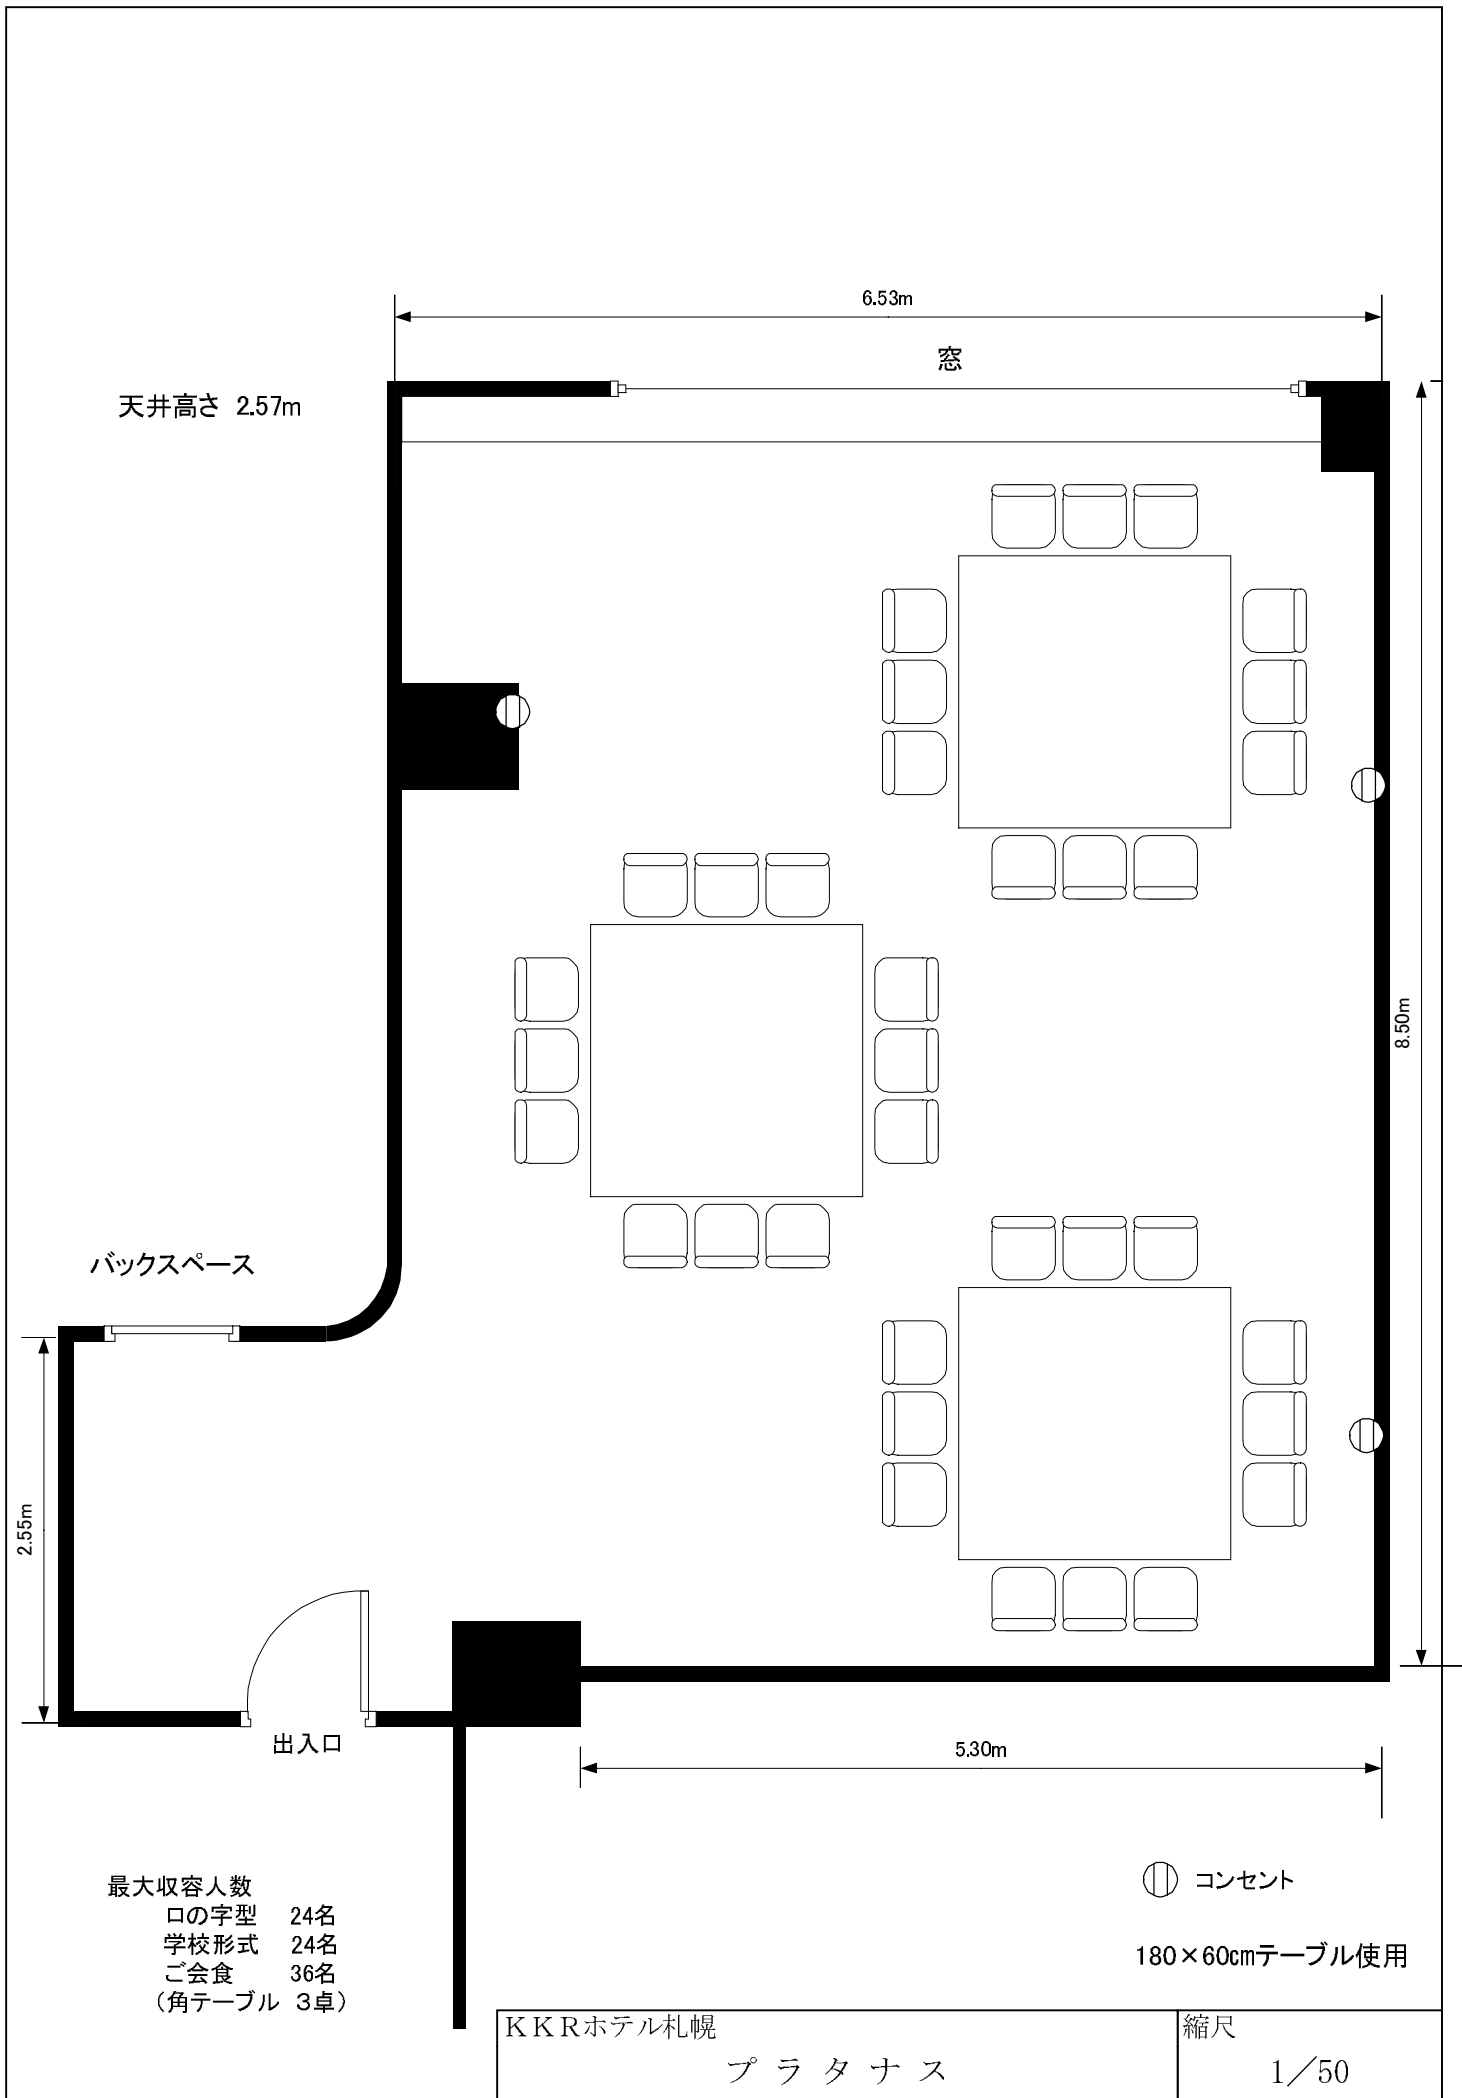 6.53m
窓
天井高さ 2.57m
8.50m
バックスペース
2.55m
出入口
5.30m
最大収容人数
ロの字型 24名
学校形式 24名
ご会食 36名
（角テーブル 3卓）
コンセント
180×60㎝テーブル使用
ＫＫＲホテル札幌
プラタナス
縮尺
1／50